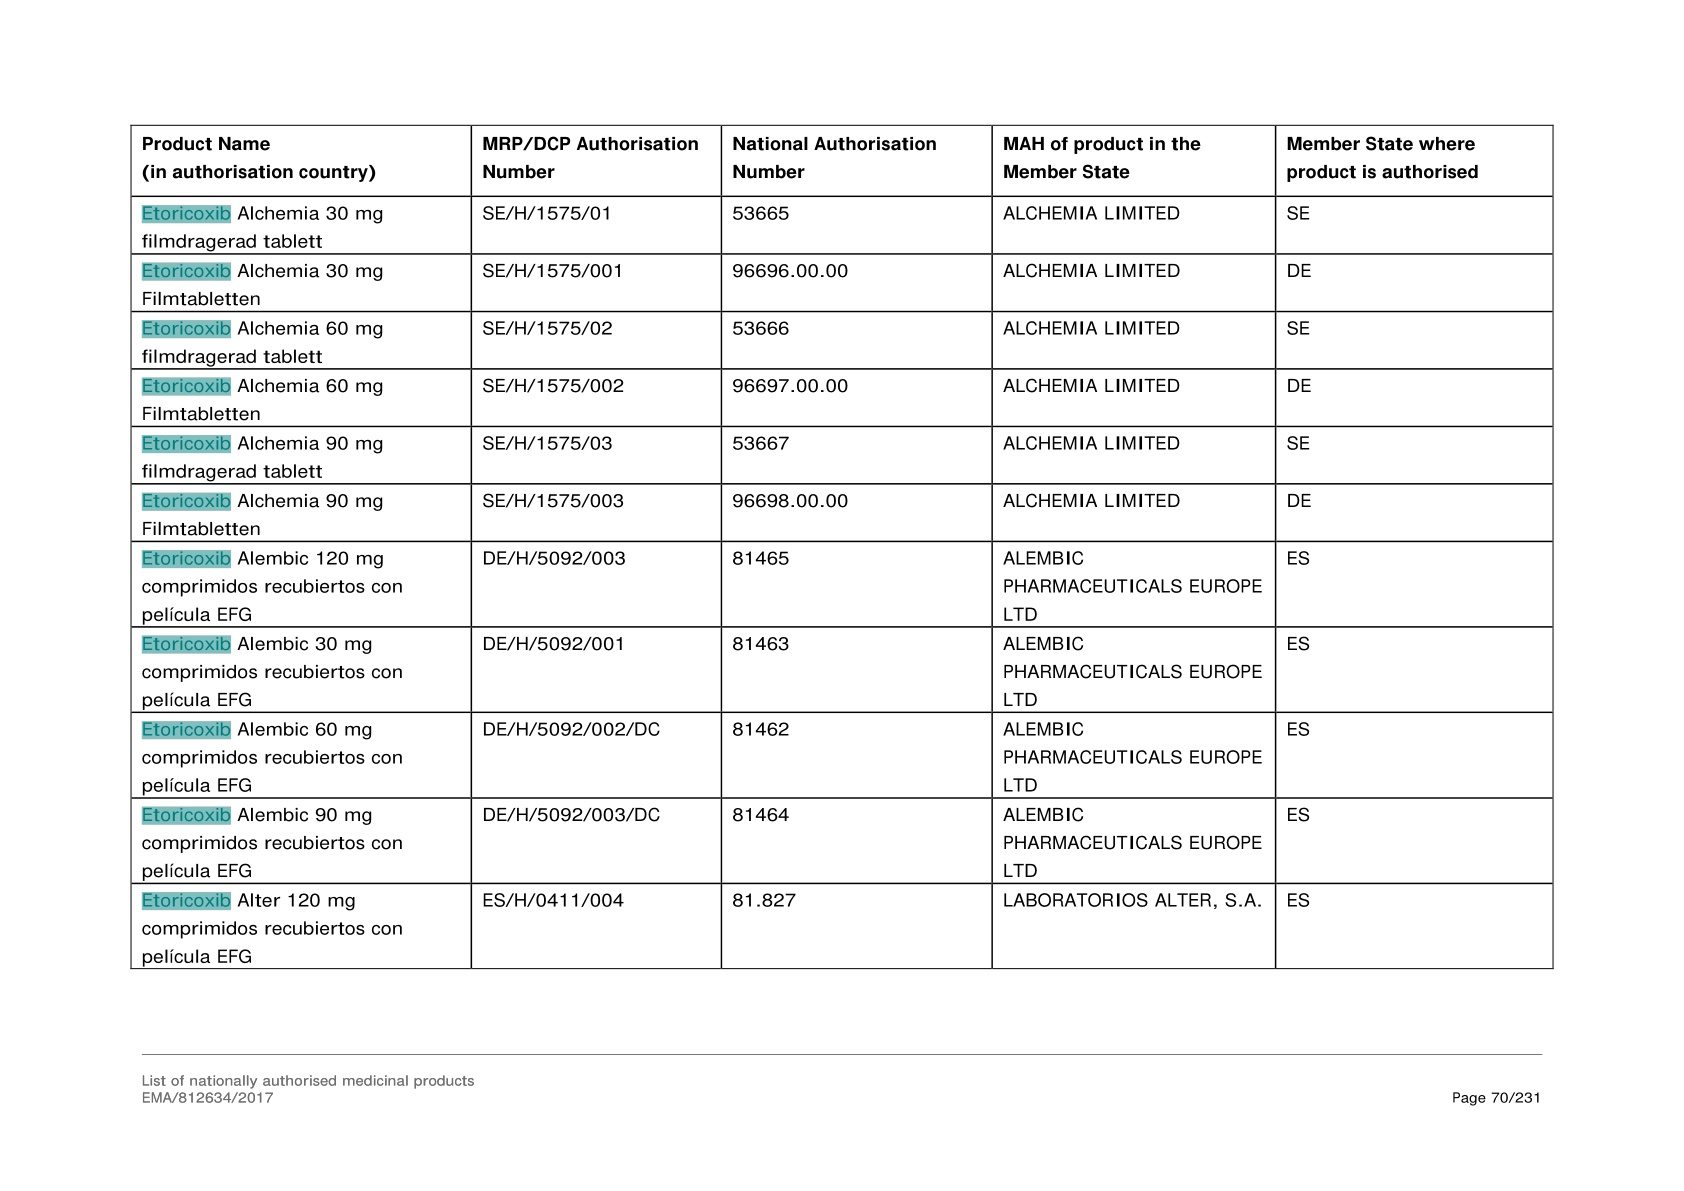 Product Name
(in authorisation country)
MRP/DCP Authorisation
Number
National Authorisation
Number
MAH of product in the
Member State
Member State where
product is authorised
Etoricoxib Alchemia 30 mg
filmdragerad tablett
SE/H/1575/01
53665
ALCHEMIA LIMITED
SE
Etoricoxib Alchemia 30 mg
Filmtabletten
SE/H/1575/001
96696.00.00
ALCHEMIA LIMITED
DE
Etoricoxib Alchemia 60 mg
filmdragerad tablett
SE/H/1575/02
53666
ALCHEMIA LIMITED
SE
Etoricoxib Alchemia 60 mg
Filmtabletten
SE/H/1575/002
96697.00.00
ALCHEMIA LIMITED
DE
Etoricoxib Alchemia 90 mg
filmdragerad tablett
SE/H/1575/03
53667
ALCHEMIA LIMITED
SE
Etoricoxib Alchemia 90 mg
Filmtabletten
SE/H/1575/003
96698.00.00
ALCHEMIA LIMITED
DE
Etoricoxib Alembic 120 mg
comprimidos recubiertos con
película EFG
DE/H/5092/003
81465
ALEMBIC
PHARMACEUTICALS EUROPE
LTD
ES
Etoricoxib Alembic 30 mg
comprimidos recubiertos con
película EFG
DE/H/5092/001
81463
ALEMBIC
PHARMACEUTICALS EUROPE
LTD
ES
Etoricoxib Alembic 60 mg
comprimidos recubiertos con
película EFG
DE/H/5092/002/DC
81462
ALEMBIC
PHARMACEUTICALS EUROPE
LTD
ES
Etoricoxib Alembic 90 mg
comprimidos recubiertos con
película EFG
DE/H/5092/003/DC
81464
ALEMBIC
PHARMACEUTICALS EUROPE
LTD
ES
Etoricoxib Alter 120 mg
comprimidos recubiertos con
película EFG
ES/H/0411/004
81.827
LABORATORIOS ALTER, S.A.
ES
List of nationally authorised medicinal products
EMA/812634/2017
Page 70/231